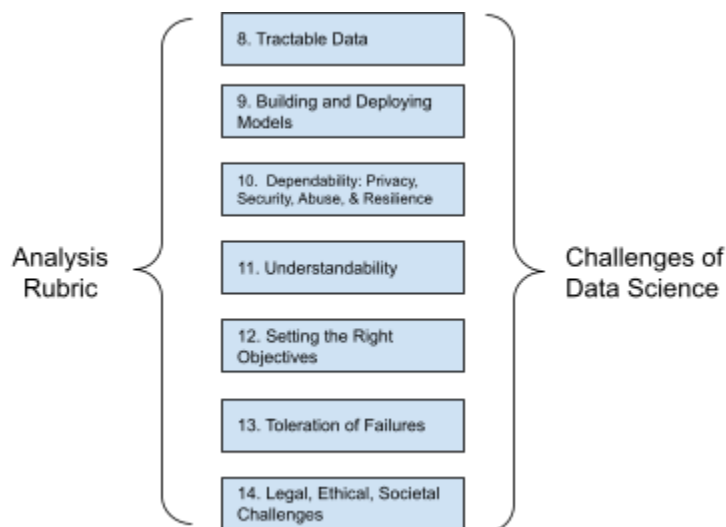 8. Tractable Data
9. Building and Deploying
Models
10. Dependability: Privacy,
Security, Abuse, & Resilience
Analysis
Rubric
11. Understandability
Challenges of
Data Science
12. Setting the Right
Objectives
13. Toleration of Failures
14. Legal, Ethical, Societal
Challenges